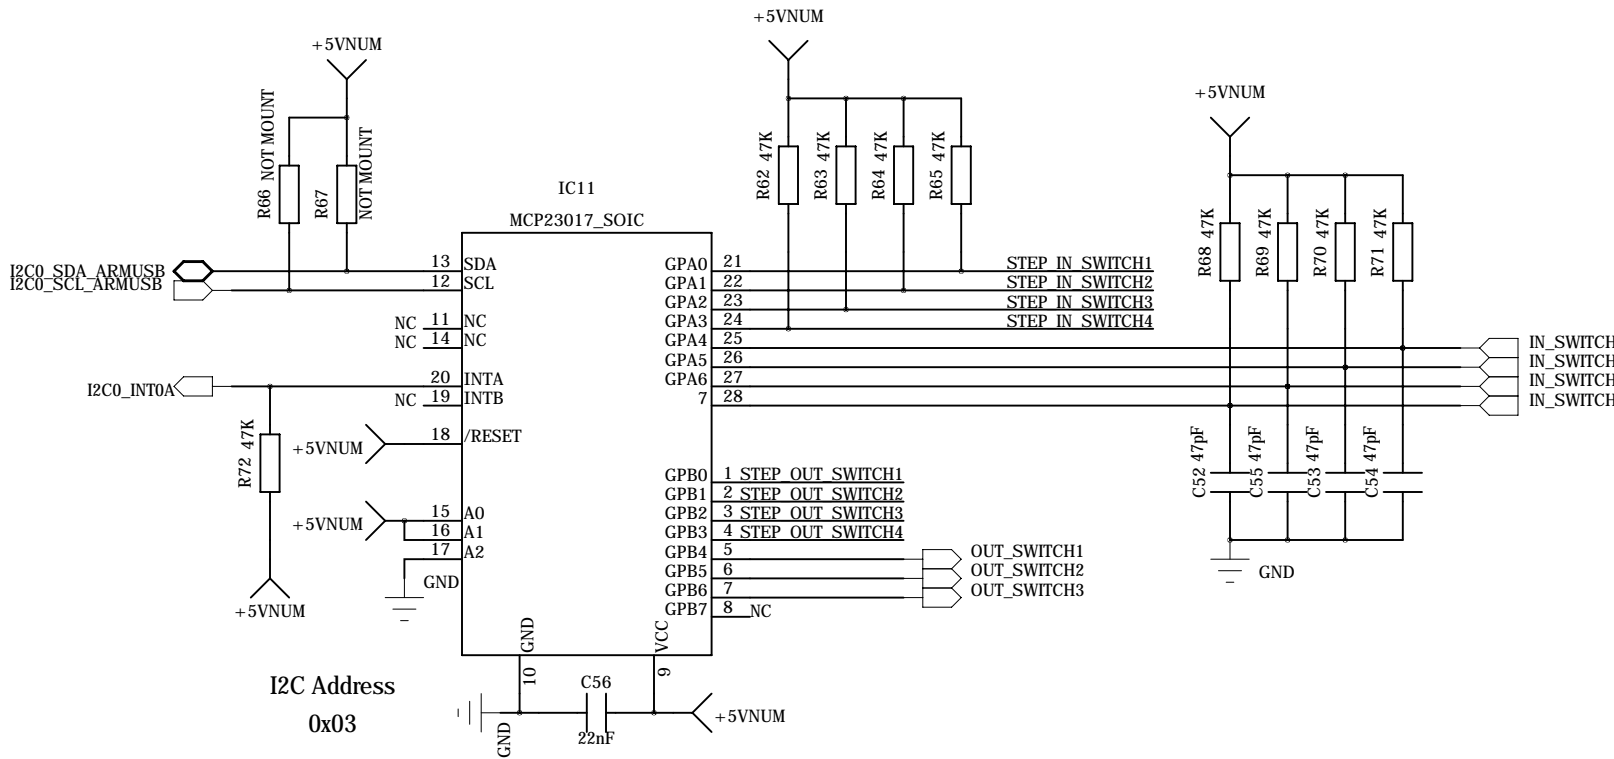 +5VNUM
+5VNUM
+5VNUM
R66 NOT MOUNT
R67
NOT MOUNT
R62 47K
R63 47K
R64 47K
R65 47K
R68 47K
R69 47K
R70 47K
R71 47K
IC11
MCP23017_SOIC
I2C0_SDA_ARMUSB
I2C0_SCL_ARMUSB
13 SDA
12 SCL
NC 11 NC
NC 14 NC
I2C0_INT0A
20 INTA
NC 19 INTB
+5VNUM
18 /RESET
R72 47K
+5VNUM
15 A0
16 A1
17 A2
GND
+5VNUM
GPA0 21 STEP_IN_SWITCH1
GPA1 22 STEP_IN_SWITCH2
GPA2 23 STEP_IN_SWITCH3
GPA3 24 STEP_IN_SWITCH4
GPA4 25 IN_SWITCH
GPA5 26 IN_SWITCH
GPA6 27 IN_SWITCH
7 28 IN_SWITCH
C52 47pF
C55 47pF
C53 47pF
C54 47pF
GND
GPB0 1 STEP_OUT_SWITCH1
GPB1 2 STEP_OUT_SWITCH2
GPB2 3 STEP_OUT_SWITCH3
GPB3 4 STEP_OUT_SWITCH4
GPB4 5 OUT_SWITCH1
GPB5 6 OUT_SWITCH2
GPB6 7 OUT_SWITCH3
GPB7 8 NC
GND
10
VCC
9
I2C Address
0x03
GND
C56
22nF
+5VNUM